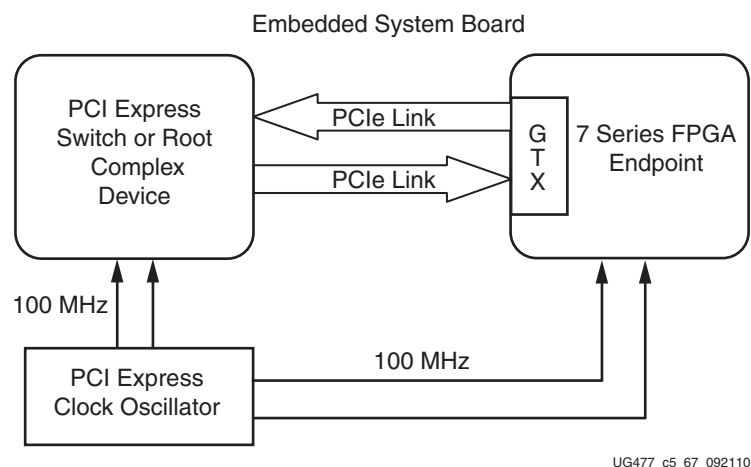 Embedded System Board
PCI Express
Switch or Root
Complex
Device
PCIe Link
PCIe Link
G
T
X
7 Series FPGA
Endpoint
100 MHz
PCI Express
Clock Oscillator
100 MHz
UG477_c5_67_092110